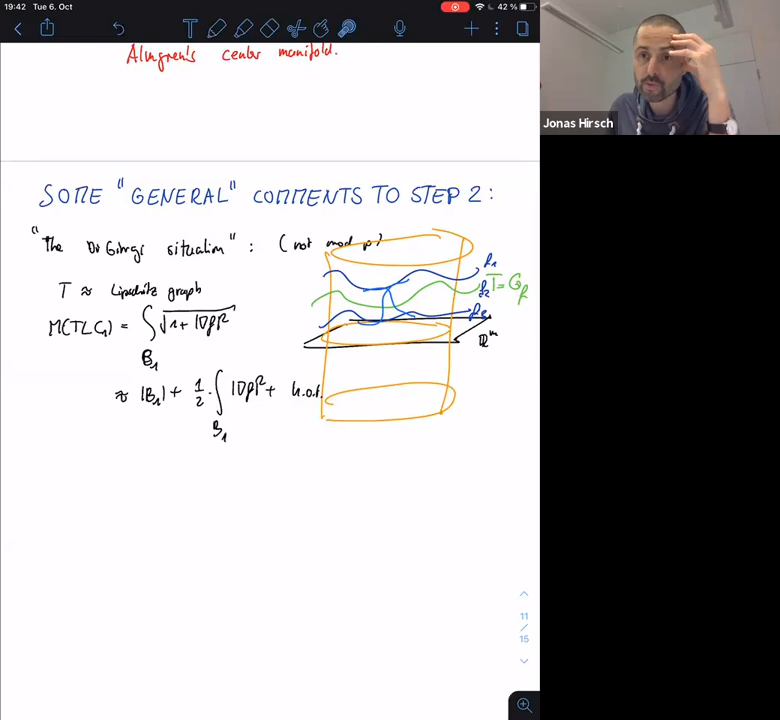 19:42 Tue 6. Oct
42 %
Almgren's center manifold.
Jonas Hirsch
SOME "GENERAL" COMMENTS TO STEP 2:
"The De Giorgi situation": (not mod p)
T ≈ Lipschitz graph
f₁
f₂ T = G_f
ℝᵐ
M(T⌞C₁) = ∫_{B₁} √(1 + |Df|²)
≈ |B₁| + 1/2 · ∫_{B₁} |Df|² + h.o.t.
11
/
15